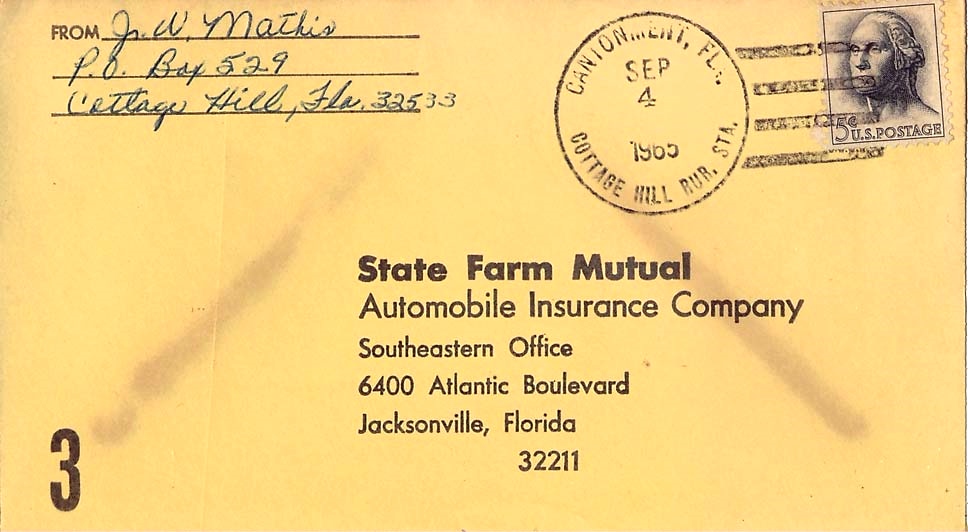 FROM J. W. Mathis
P.O. Box 529
Cottage Hill, Fla. 32533
CANTONMENT, FLA.
SEP
4
1965
COTTAGE HILL RUR. STA.
5¢ U.S.POSTAGE
State Farm Mutual
Automobile Insurance Company
Southeastern Office
6400 Atlantic Boulevard
Jacksonville, Florida
32211
3